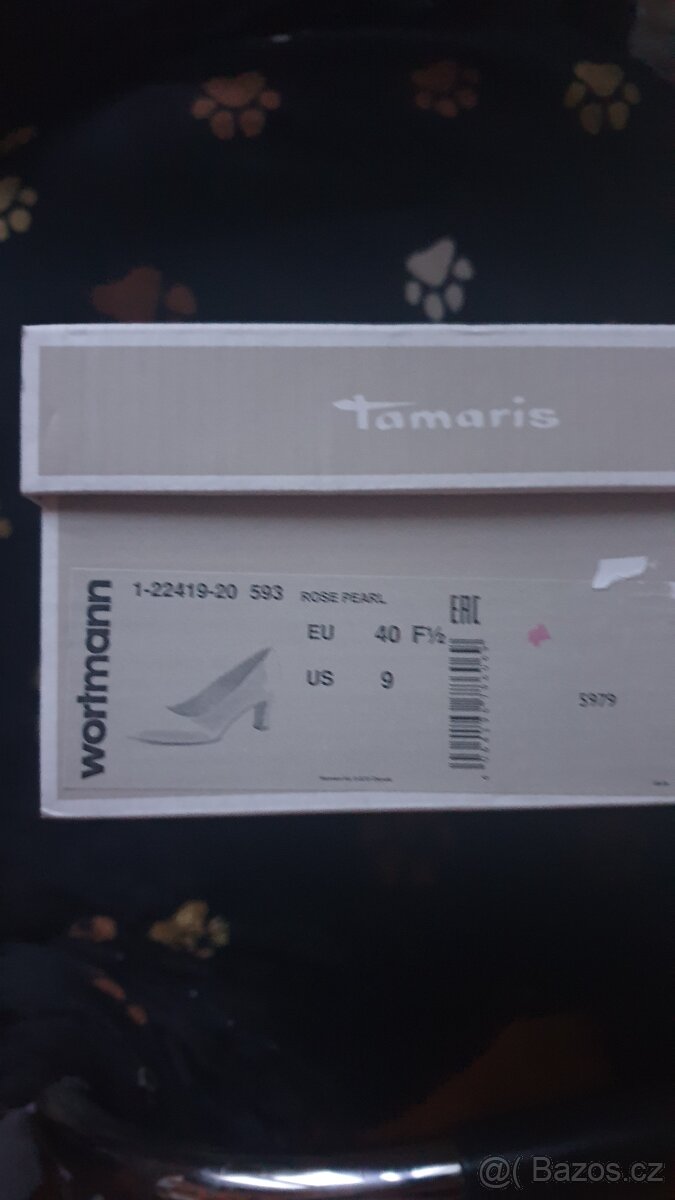 Tamaris
wortmann
1-22419-20 593 ROSE PEARL
EU 40 F½
US 9
EAC
5979
@( Bazos.cz